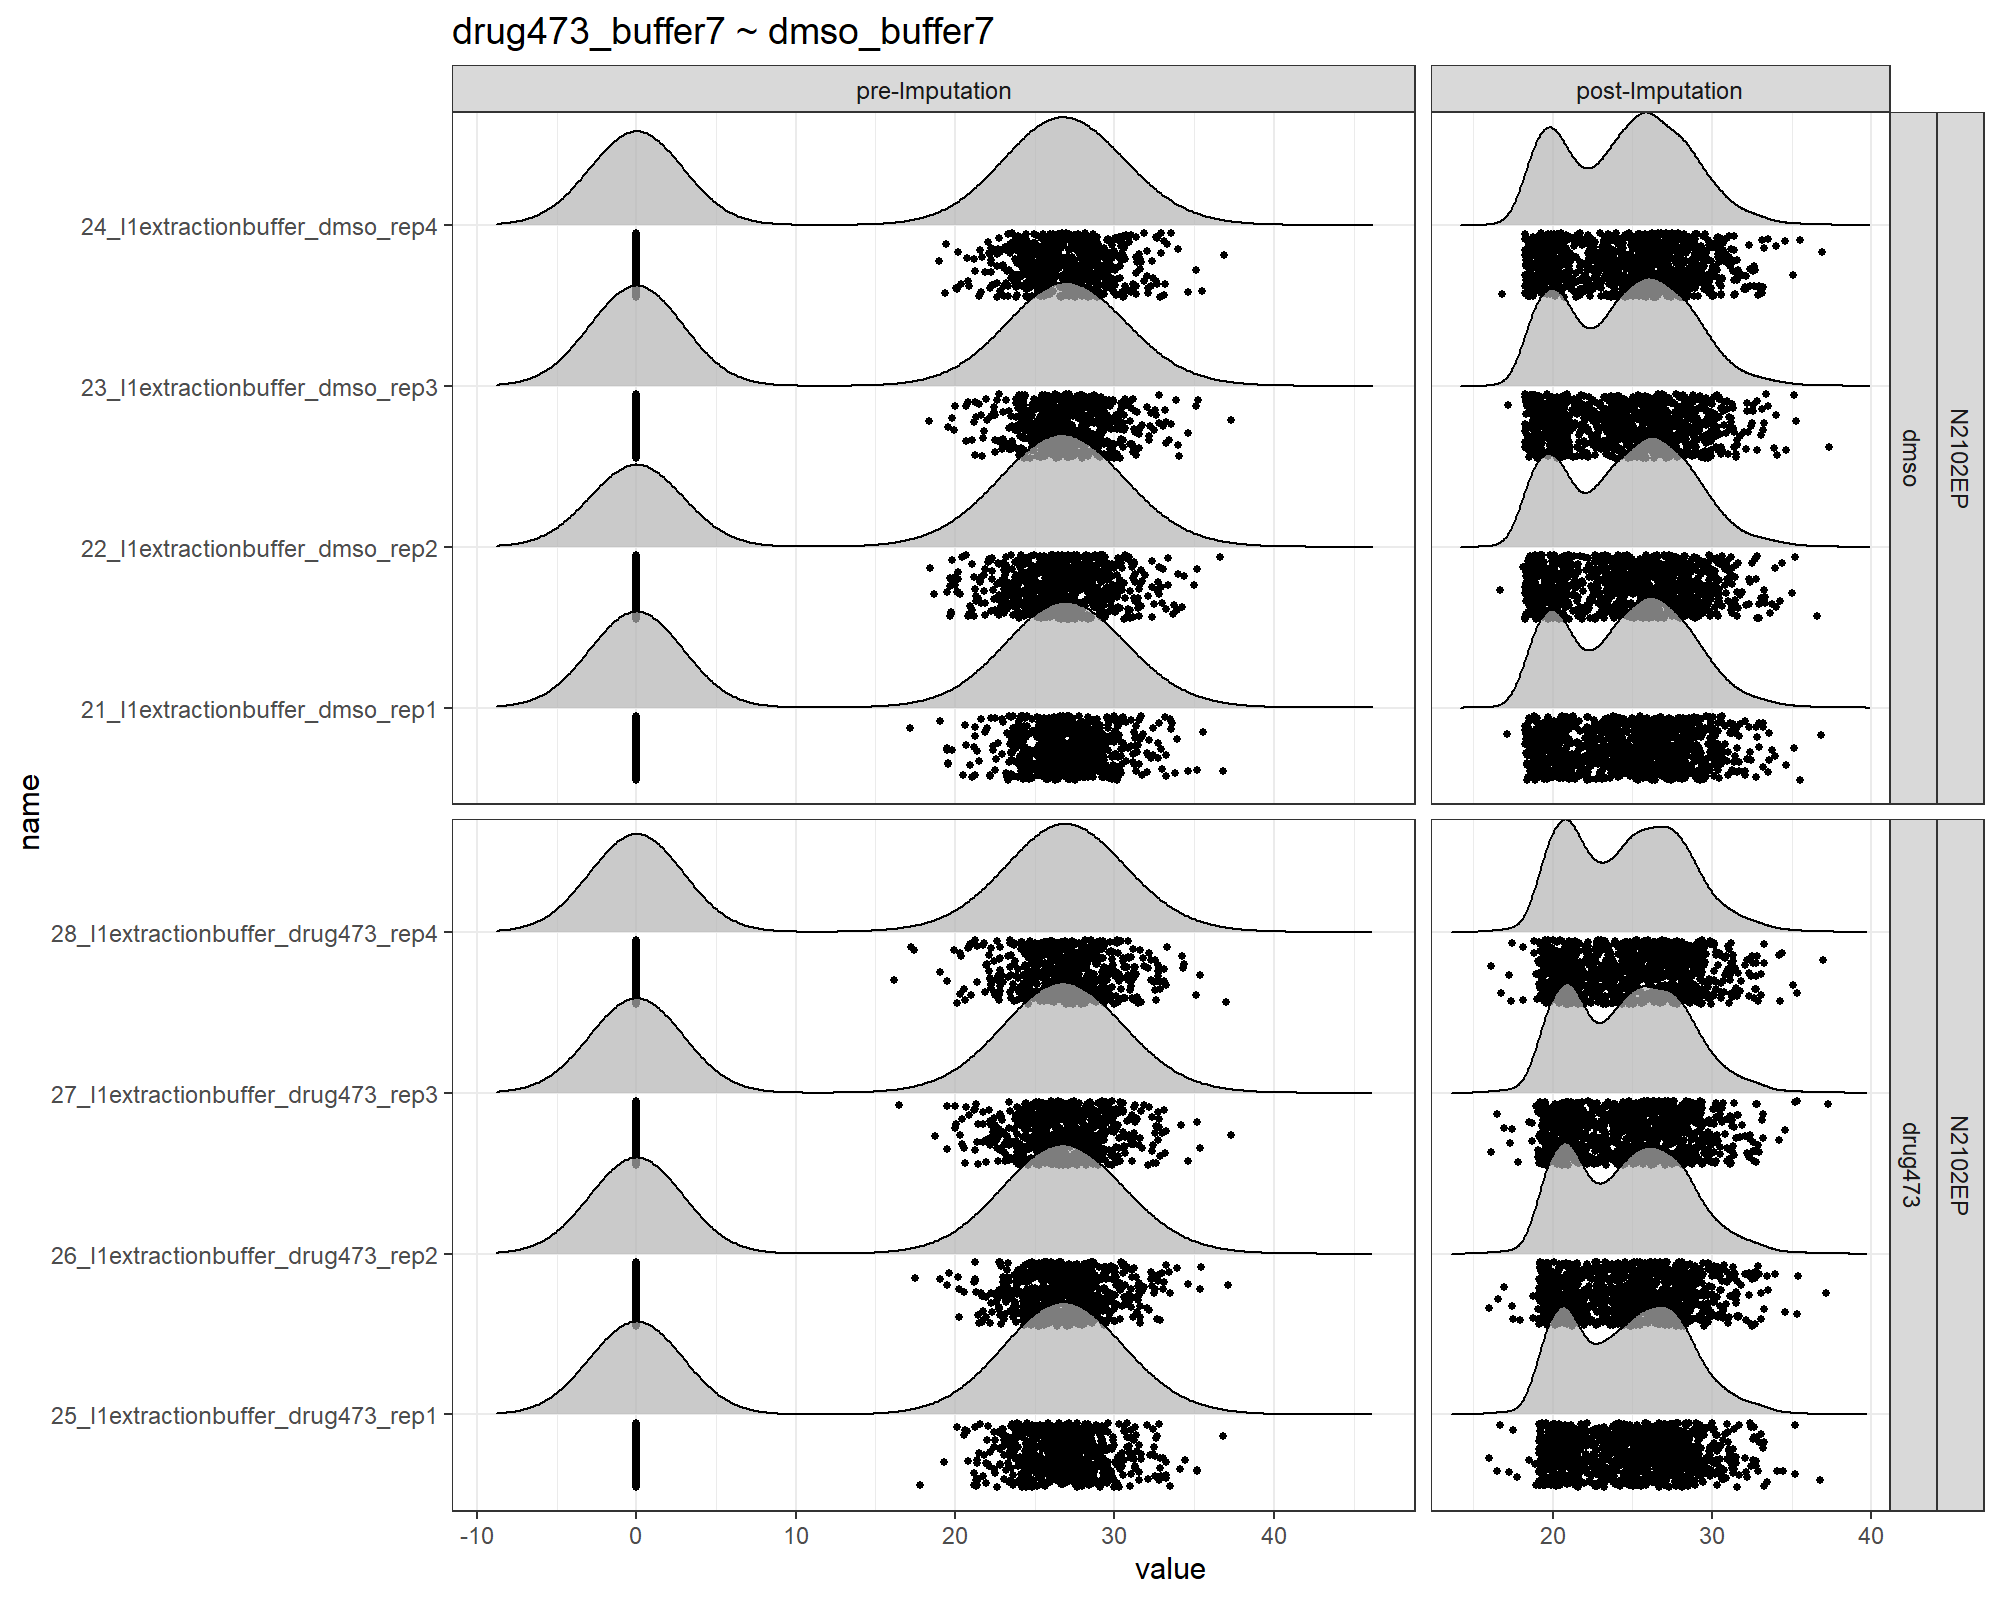 drug473_buffer7 ~ dmso_buffer7
pre-Imputation
post-Imputation
24_l1extractionbuffer_dmso_rep4
23_l1extractionbuffer_dmso_rep3
22_l1extractionbuffer_dmso_rep2
21_l1extractionbuffer_dmso_rep1
dmso
N2102EP
name
28_l1extractionbuffer_drug473_rep4
27_l1extractionbuffer_drug473_rep3
26_l1extractionbuffer_drug473_rep2
25_l1extractionbuffer_drug473_rep1
drug473
N2102EP
-10 0 10 20 30 40
20 30 40
value